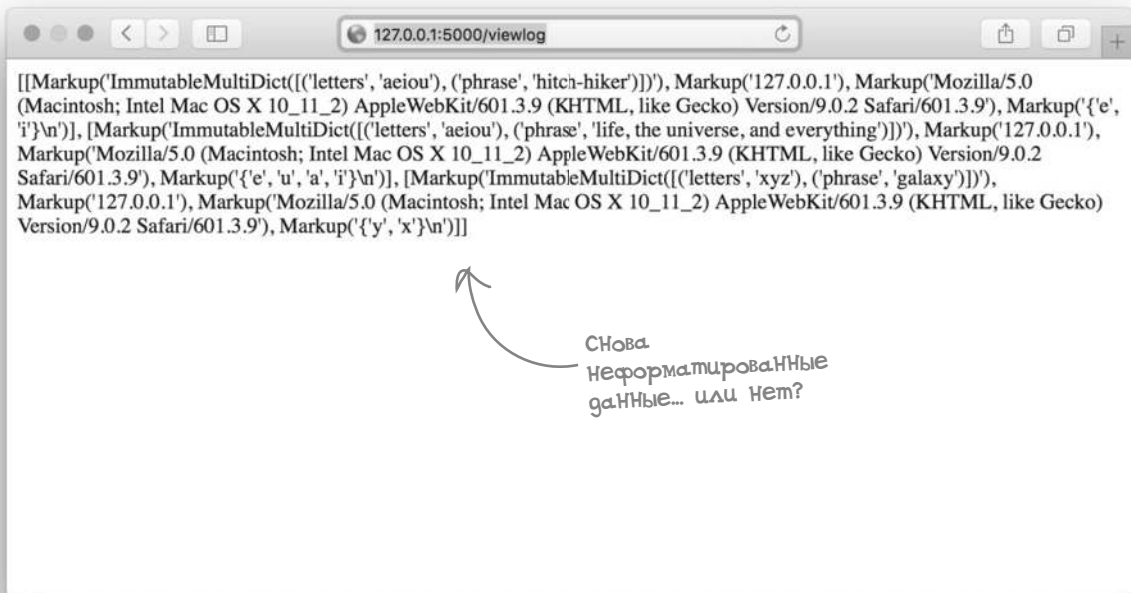 127.0.0.1:5000/viewlog
[[Markup('ImmutableMultiDict([('letters', 'aeiou'), ('phrase', 'hitch-hiker')])'), Markup('127.0.0.1'), Markup('Mozilla/5.0
(Macintosh; Intel Mac OS X 10_11_2) AppleWebKit/601.3.9 (KHTML, like Gecko) Version/9.0.2 Safari/601.3.9'), Markup('{'e',
'i'}\n')], [Markup('ImmutableMultiDict([('letters', 'aeiou'), ('phrase', 'life, the universe, and everything')])'), Markup('127.0.0.1'),
Markup('Mozilla/5.0 (Macintosh; Intel Mac OS X 10_11_2) AppleWebKit/601.3.9 (KHTML, like Gecko) Version/9.0.2
Safari/601.3.9'), Markup('{'e', 'u', 'a', 'i'}\n')], [Markup('ImmutableMultiDict([('letters', 'xyz'), ('phrase', 'galaxy')])'),
Markup('127.0.0.1'), Markup('Mozilla/5.0 (Macintosh; Intel Mac OS X 10_11_2) AppleWebKit/601.3.9 (KHTML, like Gecko)
Version/9.0.2 Safari/601.3.9'), Markup('{'y', 'x'}\n')]]
Снова
неформатированные
данные... или нет?